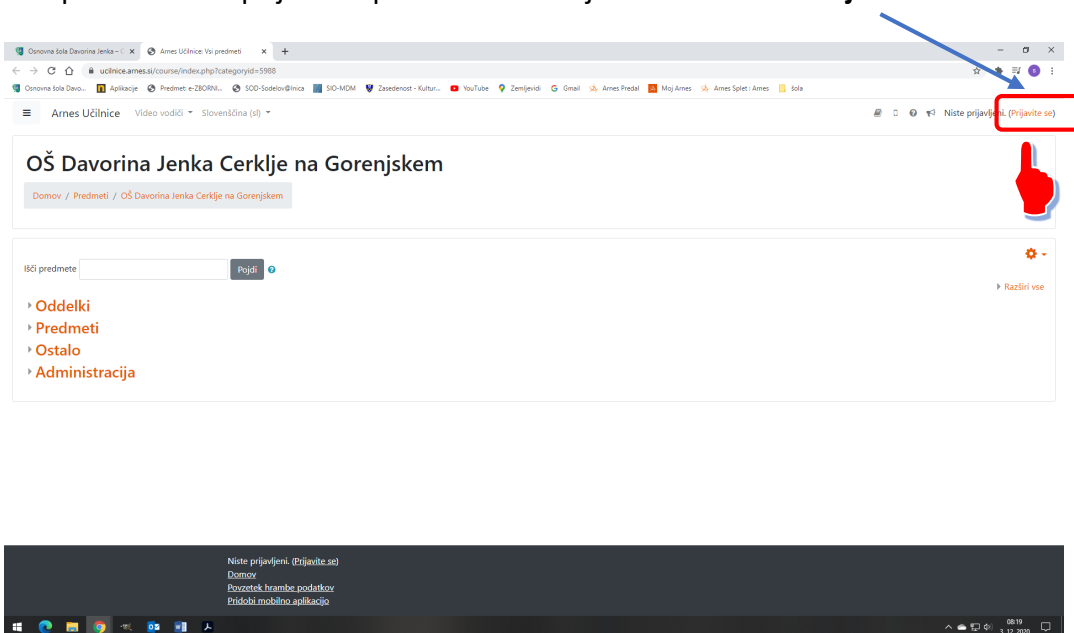 Osnovna šola Davorina Jenka – Arnes Učilnice: Vsi predmeti
ucilnice.arnes.si/course/index.php?categoryid=5988
Osnovna šola Davo... Aplikacije Predmet: e-ZBORNI... SOD-Sodelov@lnica SIO-MDM Zasedenost - Kultur... YouTube Zemljevidi Gmail Arnes Predal Moj Arnes Arnes Splet : Arnes šola
Arnes Učilnice Video vodiči Slovenščina (sl) Niste prijavljeni. (Prijavite se)
OŠ Davorina Jenka Cerklje na Gorenjskem
Domov / Predmeti / OŠ Davorina Jenka Cerklje na Gorenjskem
Išči predmete Pojdi
Razširi vse
Oddelki
Predmeti
Ostalo
Administracija
Niste prijavljeni. (Prijavite se)
Domov
Povzetek hrambe podatkov
Pridobi mobilno aplikacijo
08:19
3. 12. 2020